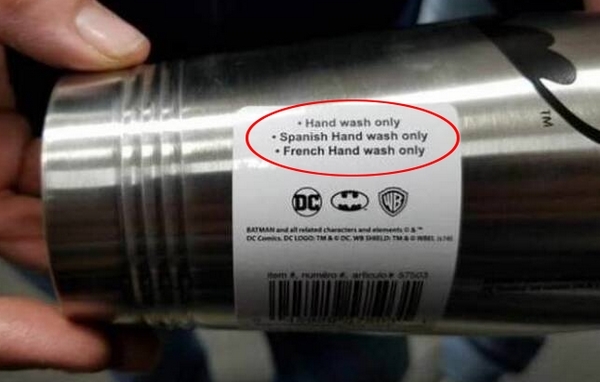 • Hand wash only
• Spanish Hand wash only
• French Hand wash only
DC
WB
BATMAN and all related characters and elements © & ™
DC Comics. DC LOGO: TM & © DC. WB SHIELD: TM & © WBEI.
item #, numéro #, artículo # 57503
TM